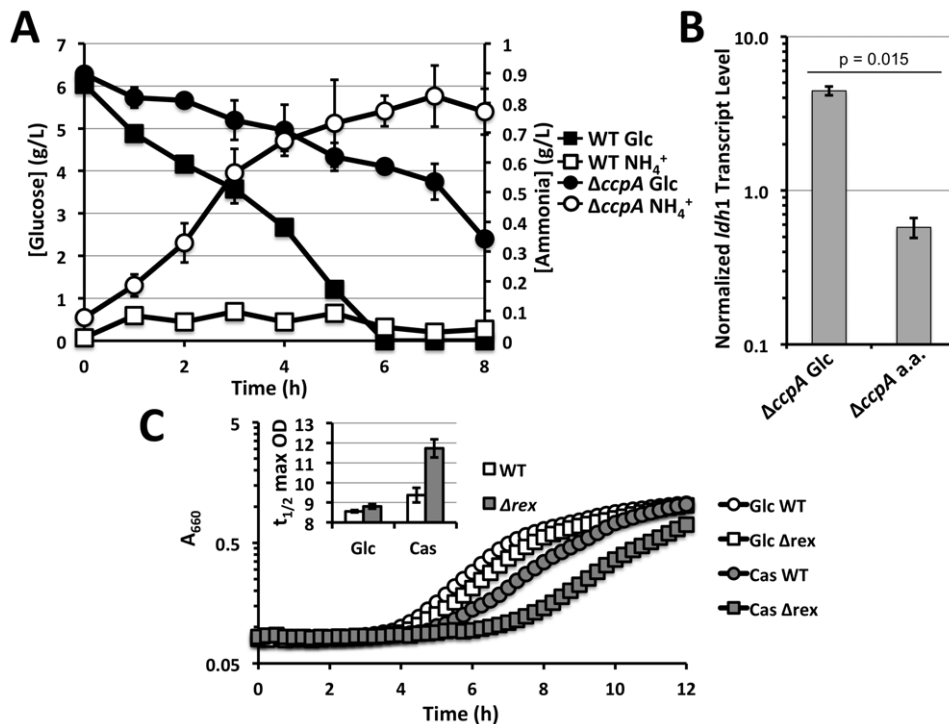 A
[Glucose] (g/L)
7
6
5
4
3
2
1
0
1
0.9
0.8
0.7
0.6
0.5
0.4
0.3
0.2
0.1
0
[Ammonia] (g/L)
0
2
4
6
8
Time (h)
WT Glc
WT NH₄⁺
ΔccpA Glc
ΔccpA NH₄⁺
B
Normalized ldh1 Transcript Level
10.0
1.0
0.1
p = 0.015
ΔccpA Glc
ΔccpA a.a.
C
A₆₆₀
5
0.5
0.05
t₁/₂ max OD
13
12
11
10
9
8
Glc
Cas
WT
Δrex
Glc WT
Glc Δrex
Cas WT
Cas Δrex
0
2
4
6
8
10
12
Time (h)